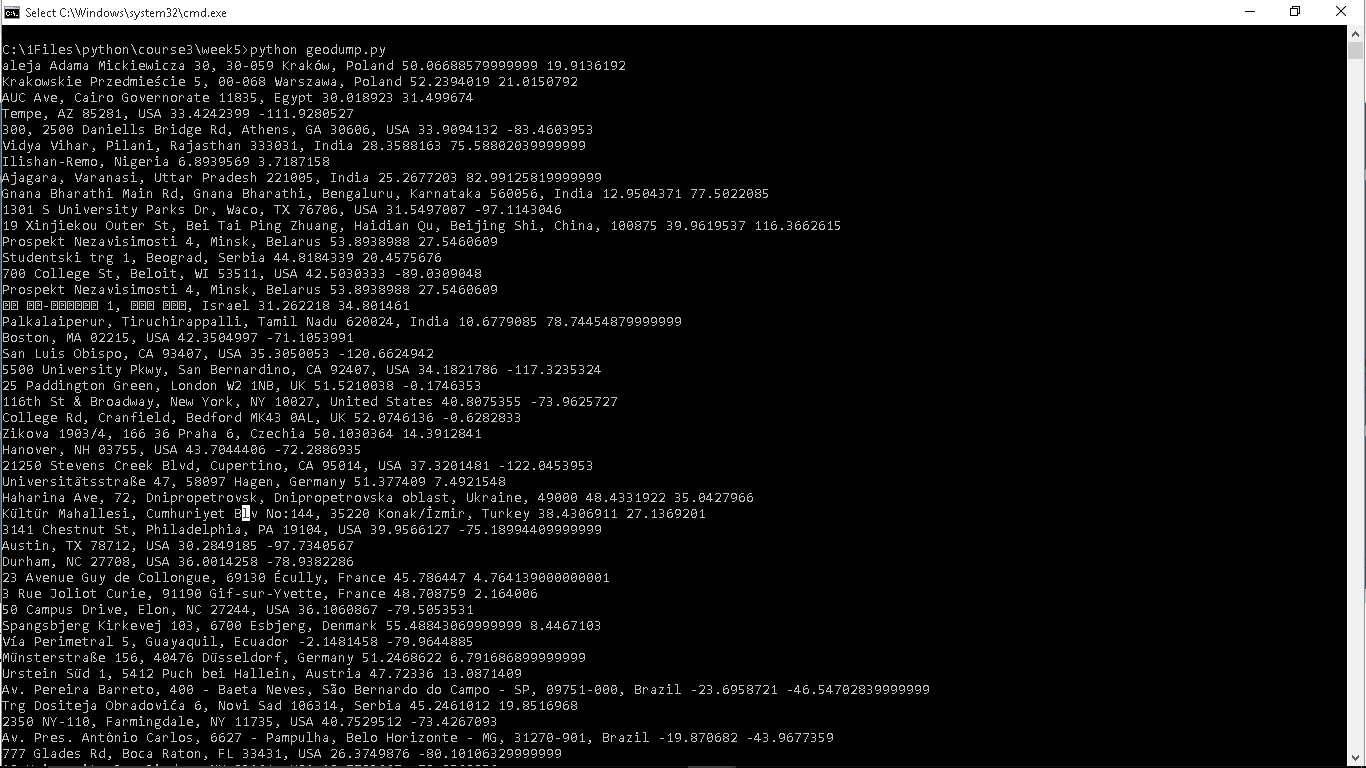 Select C:\Windows\system32\cmd.exe
C:\1Files\python\course3\week5>python geodump.py
aleja Adama Mickiewicza 30, 30-059 Kraków, Poland 50.06688579999999 19.9136192
Krakowskie Przedmieście 5, 00-068 Warszawa, Poland 52.2394019 21.0150792
AUC Ave, Cairo Governorate 11835, Egypt 30.018923 31.499674
Tempe, AZ 85281, USA 33.4242399 -111.9280527
300, 2500 Daniells Bridge Rd, Athens, GA 30606, USA 33.9094132 -83.4603953
Vidya Vihar, Pilani, Rajasthan 333031, India 28.3588163 75.58802039999999
Ilishan-Remo, Nigeria 6.8939569 3.7187158
Ajagara, Varanasi, Uttar Pradesh 221005, India 25.2677203 82.99125819999999
Gnana Bharathi Main Rd, Gnana Bharathi, Bengaluru, Karnataka 560056, India 12.9504371 77.5022085
1301 S University Parks Dr, Waco, TX 76706, USA 31.5497007 -97.1143046
19 Xinjiekou Outer St, Bei Tai Ping Zhuang, Haidian Qu, Beijing Shi, China, 100875 39.9619537 116.3662615
Prospekt Nezavisimosti 4, Minsk, Belarus 53.8938988 27.5460609
Studentski trg 1, Beograd, Serbia 44.8184339 20.4575676
700 College St, Beloit, WI 53511, USA 42.5030333 -89.0309048
Prospekt Nezavisimosti 4, Minsk, Belarus 53.8938988 27.5460609
1, Israel 31.262218 34.801461
Palkalaiperur, Tiruchirappalli, Tamil Nadu 620024, India 10.6779085 78.74454879999999
Boston, MA 02215, USA 42.3504997 -71.1053991
San Luis Obispo, CA 93407, USA 35.3050053 -120.6624942
5500 University Pkwy, San Bernardino, CA 92407, USA 34.1821786 -117.3235324
25 Paddington Green, London W2 1NB, UK 51.5210038 -0.1746353
116th St & Broadway, New York, NY 10027, United States 40.8075355 -73.9625727
College Rd, Cranfield, Bedford MK43 0AL, UK 52.0746136 -0.6282833
Zikova 1903/4, 166 36 Praha 6, Czechia 50.1030364 14.3912841
Hanover, NH 03755, USA 43.7044406 -72.2886935
21250 Stevens Creek Blvd, Cupertino, CA 95014, USA 37.3201481 -122.0453953
Universitätsstraße 47, 58097 Hagen, Germany 51.377409 7.4921548
Haharina Ave, 72, Dnipropetrovsk, Dnipropetrovska oblast, Ukraine, 49000 48.4331922 35.0427966
Kültür Mahallesi, Cumhuriyet Blv No:144, 35220 Konak/İzmir, Turkey 38.4306911 27.1369201
3141 Chestnut St, Philadelphia, PA 19104, USA 39.9566127 -75.18994409999999
Austin, TX 78712, USA 30.2849185 -97.7340567
Durham, NC 27708, USA 36.0014258 -78.9382286
23 Avenue Guy de Collongue, 69130 Écully, France 45.786447 4.764139000000001
3 Rue Joliot Curie, 91190 Gif-sur-Yvette, France 48.708759 2.164006
50 Campus Drive, Elon, NC 27244, USA 36.1060867 -79.5053531
Spangsbjerg Kirkevej 103, 6700 Esbjerg, Denmark 55.48843069999999 8.4467103
Vía Perimetral 5, Guayaquil, Ecuador -2.1481458 -79.9644885
Münsterstraße 156, 40476 Düsseldorf, Germany 51.2468622 6.791686899999999
Urstein Süd 1, 5412 Puch bei Hallein, Austria 47.72336 13.0871409
Av. Pereira Barreto, 400 - Baeta Neves, São Bernardo do Campo - SP, 09751-000, Brazil -23.6958721 -46.54702839999999
Trg Dositeja Obradovića 6, Novi Sad 106314, Serbia 45.2461012 19.8516968
2350 NY-110, Farmingdale, NY 11735, USA 40.7529512 -73.4267093
Av. Pres. Antônio Carlos, 6627 - Pampulha, Belo Horizonte - MG, 31270-901, Brazil -19.870682 -43.9677359
777 Glades Rd, Boca Raton, FL 33431, USA 26.3749876 -80.10106329999999